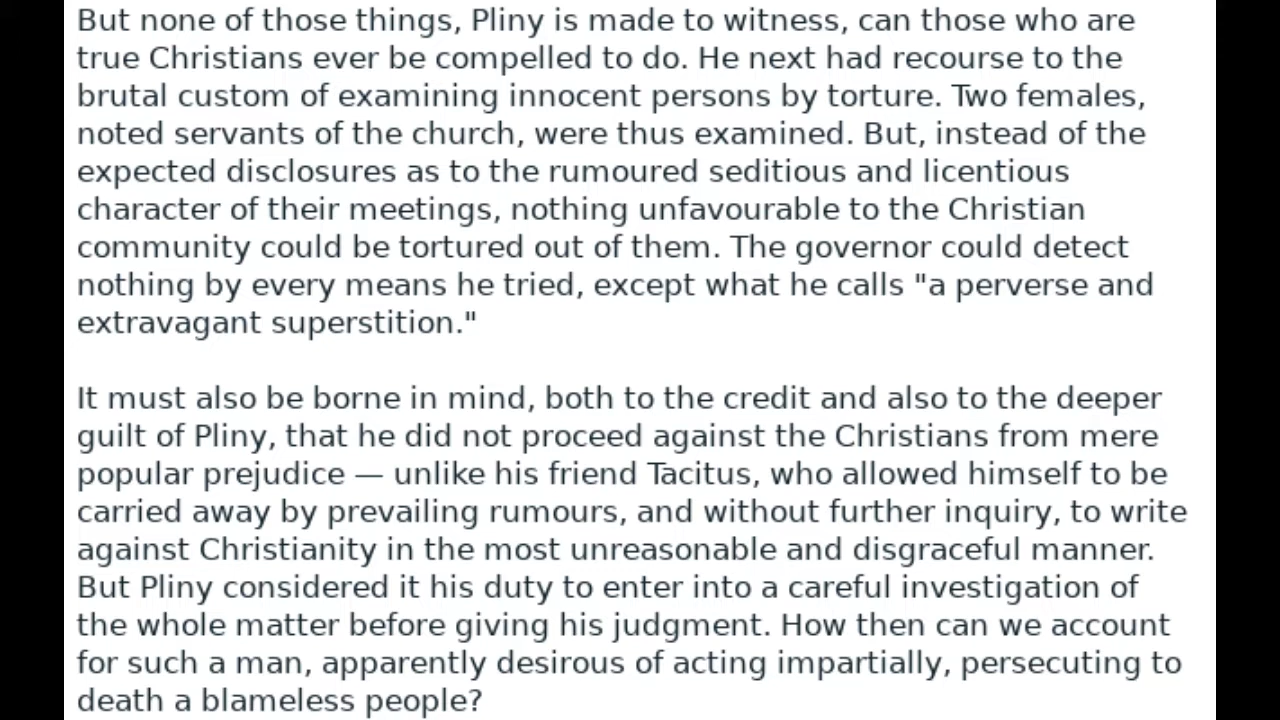 But none of those things, Pliny is made to witness, can those who are
true Christians ever be compelled to do. He next had recourse to the
brutal custom of examining innocent persons by torture. Two females,
noted servants of the church, were thus examined. But, instead of the
expected disclosures as to the rumoured seditious and licentious
character of their meetings, nothing unfavourable to the Christian
community could be tortured out of them. The governor could detect
nothing by every means he tried, except what he calls "a perverse and
extravagant superstition."
It must also be borne in mind, both to the credit and also to the deeper
guilt of Pliny, that he did not proceed against the Christians from mere
popular prejudice — unlike his friend Tacitus, who allowed himself to be
carried away by prevailing rumours, and without further inquiry, to write
against Christianity in the most unreasonable and disgraceful manner.
But Pliny considered it his duty to enter into a careful investigation of
the whole matter before giving his judgment. How then can we account
for such a man, apparently desirous of acting impartially, persecuting to
death a blameless people?